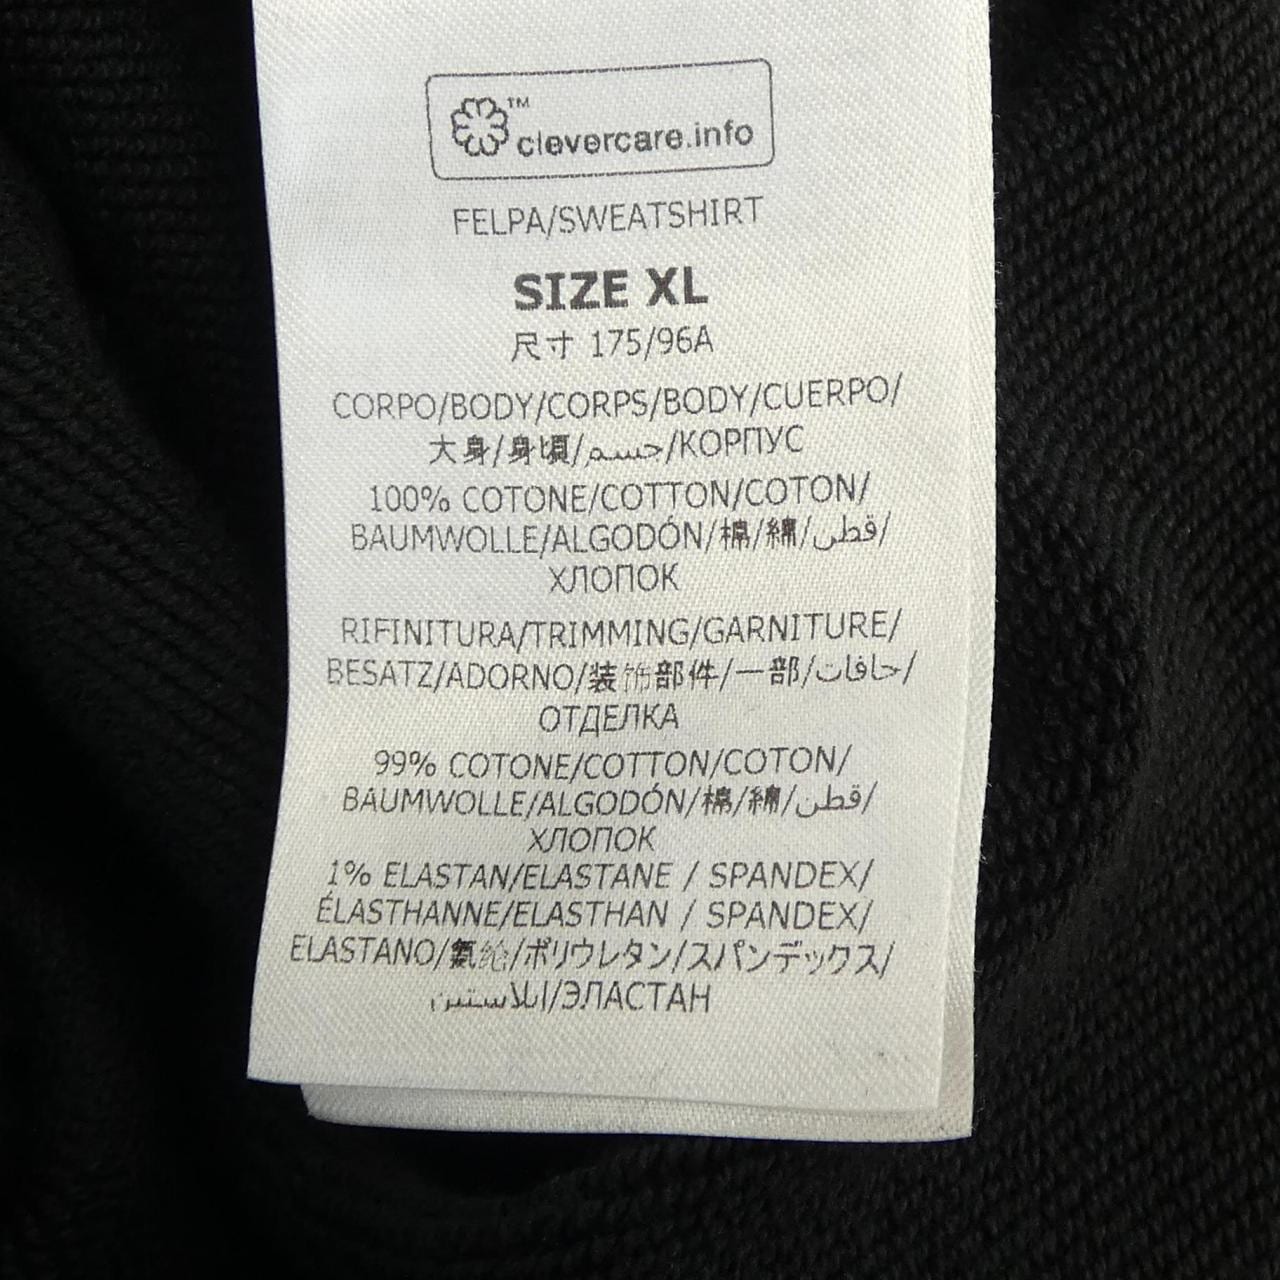 ™ clevercare.info
FELPA/SWEATSHIRT
SIZE XL
尺寸 175/96A
CORPO/BODY/CORPS/BODY/CUERPO/
大身/身頃/جسم/КОРПУС
100% COTONE/COTTON/COTON/
BAUMWOLLE/ALGODÓN/棉/綿/قطن/
ХЛОПОК
RIFINITURA/TRIMMING/GARNITURE/
BESATZ/ADORNO/装饰部件/一部/حافات/
ОТДЕЛКА
99% COTONE/COTTON/COTON/
BAUMWOLLE/ALGODÓN/棉/綿/قطن/
ХЛОПОК
1% ELASTAN/ELASTANE / SPANDEX/
ÉLASTHANNE/ELASTHAN / SPANDEX/
ELASTANO/氨纶/ポリウレタン/スパンデックス/
ايلاستين/ЭЛАСТАН